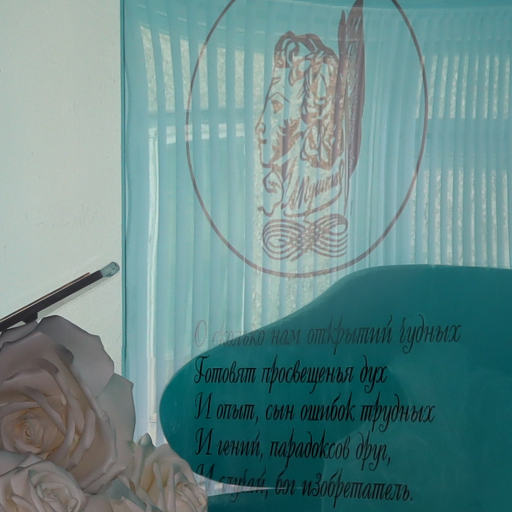 А. Пушкин
О сколько нам открытий чудных
Готовят просвещенья дух
И опыт, сын ошибок трудных
И гений, парадоксов друг,
И случай, бог изобретатель.